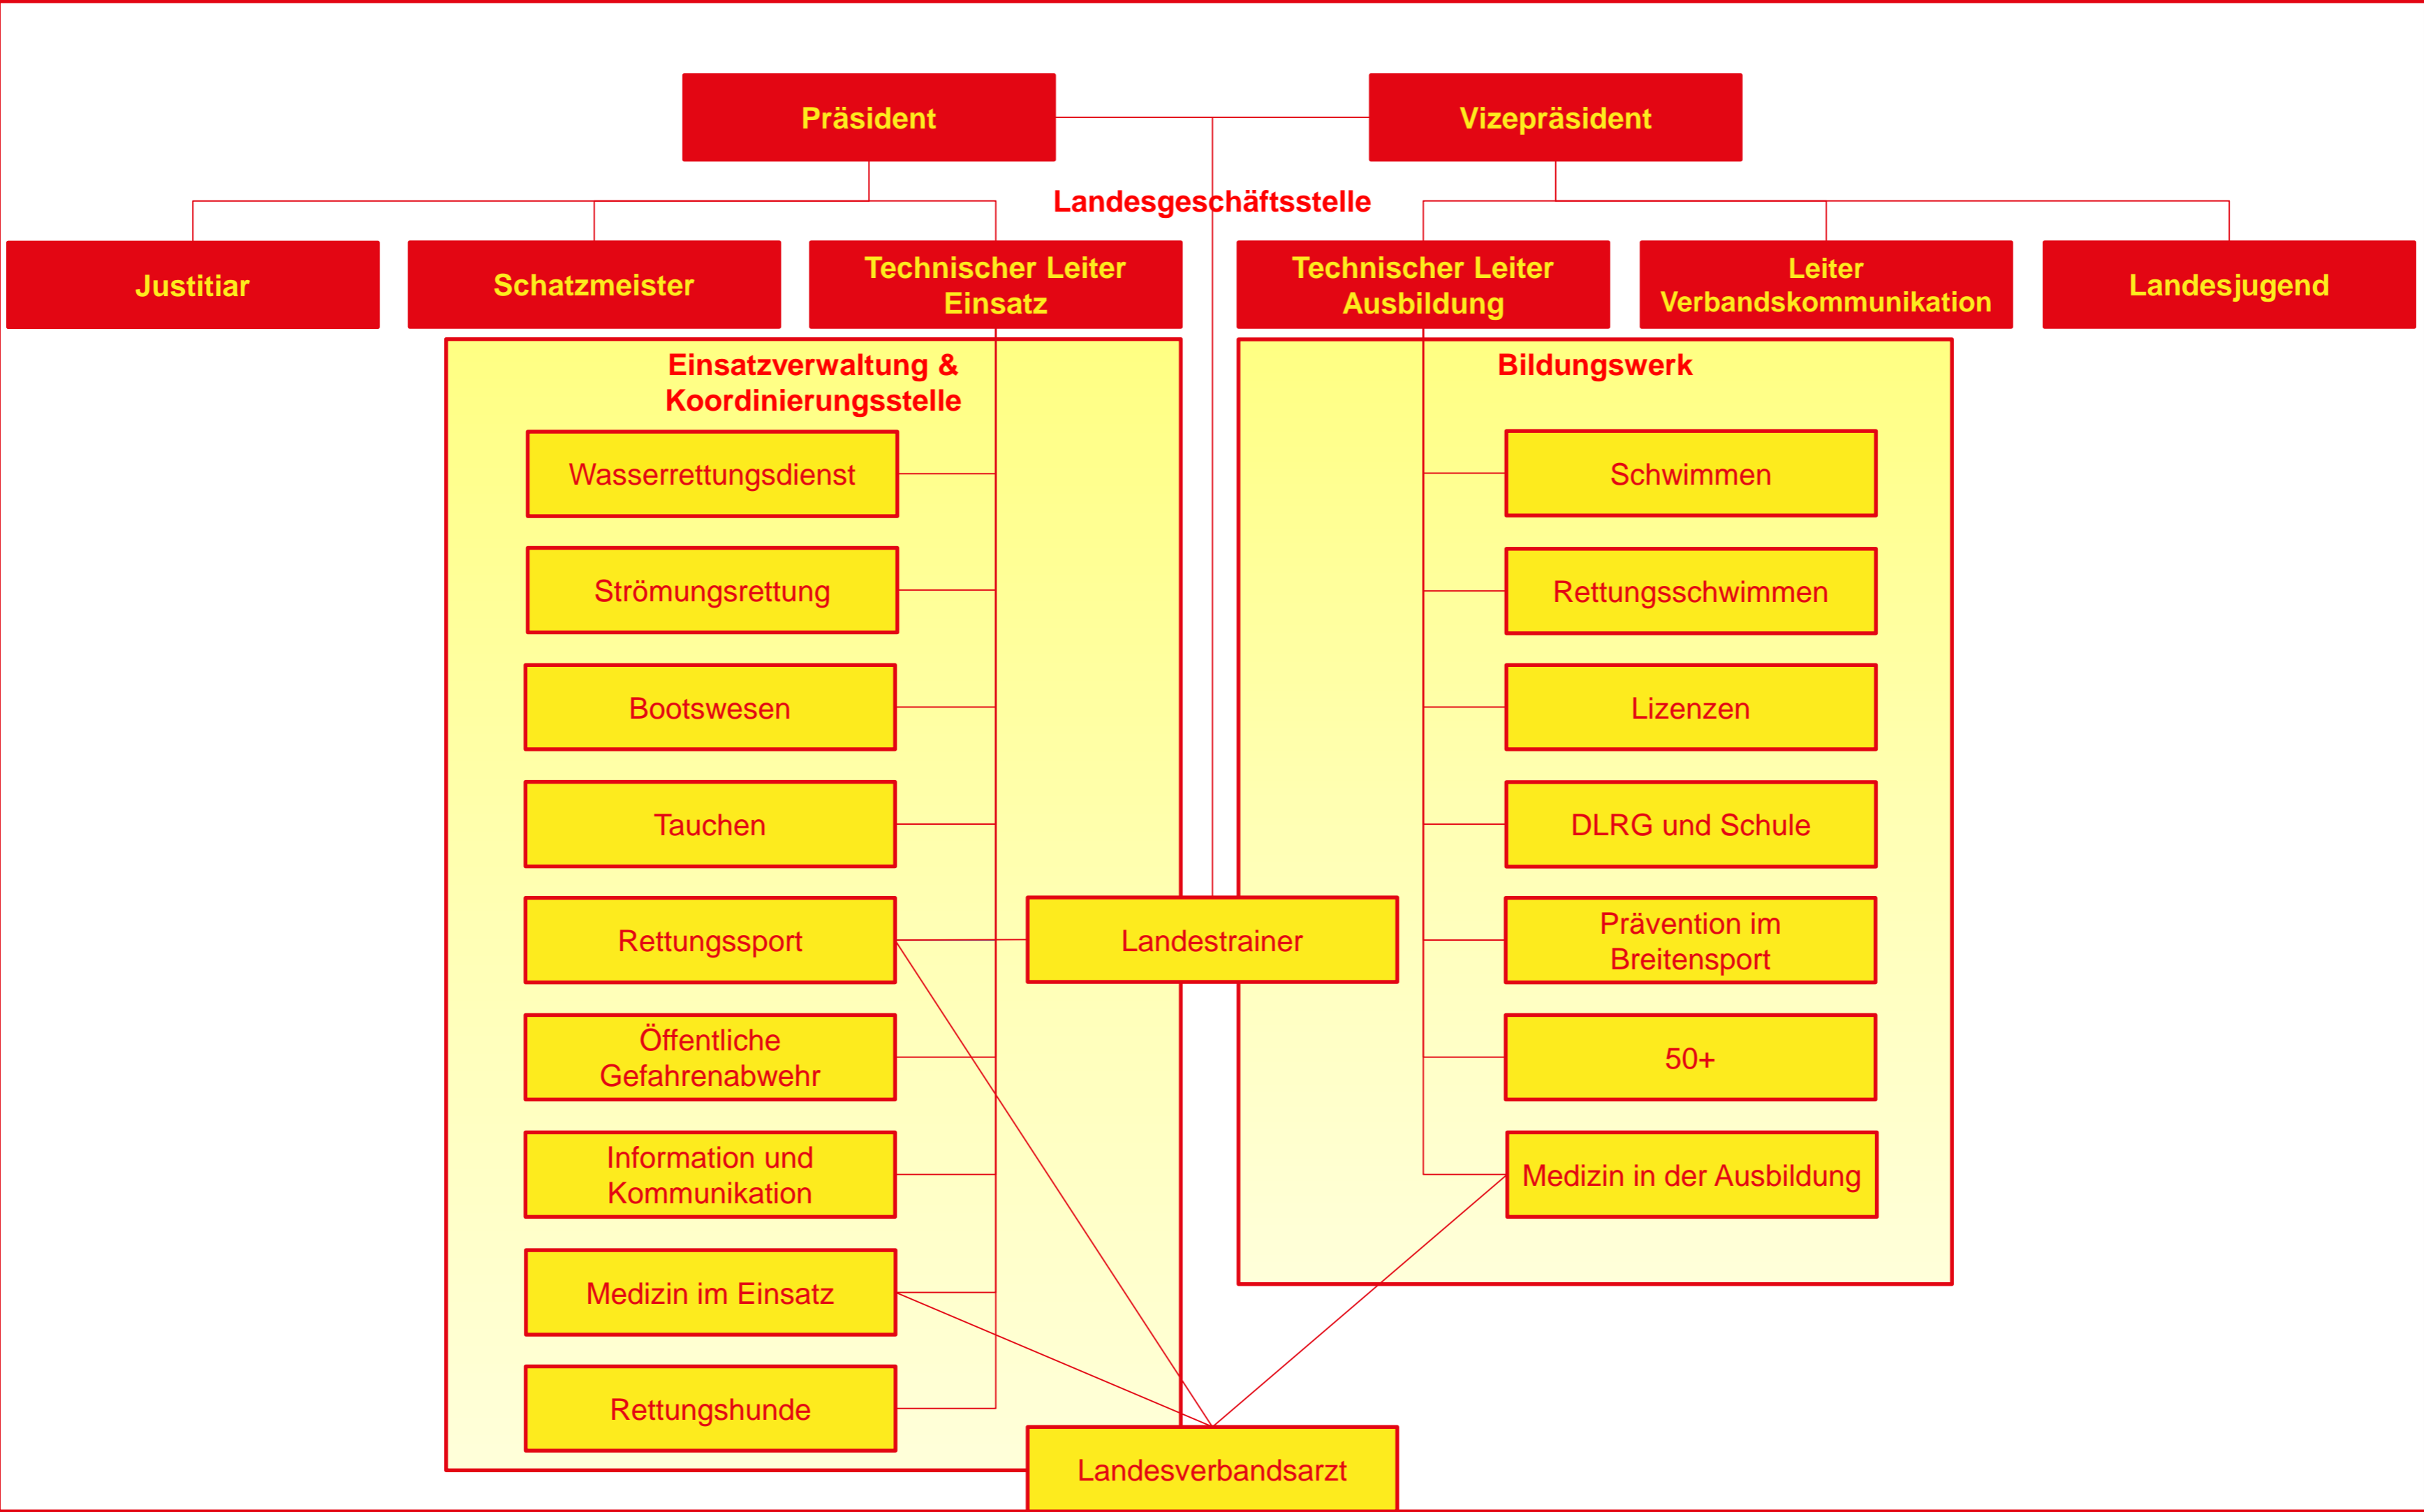 Präsident
Vizepräsident
Landesgeschäftsstelle
Justitiar
Schatzmeister
Technischer Leiter
Einsatz
Technischer Leiter
Ausbildung
Leiter
Verbandskommunikation
Landesjugend
Einsatzverwaltung &
Koordinierungsstelle
Wasserrettungsdienst
Strömungsrettung
Bootswesen
Tauchen
Rettungssport
Öffentliche
Gefahrenabwehr
Information und
Kommunikation
Medizin im Einsatz
Rettungshunde
Landestrainer
Landesverbandsarzt
Bildungswerk
Schwimmen
Rettungsschwimmen
Lizenzen
DLRG und Schule
Prävention im
Breitensport
50+
Medizin in der Ausbildung